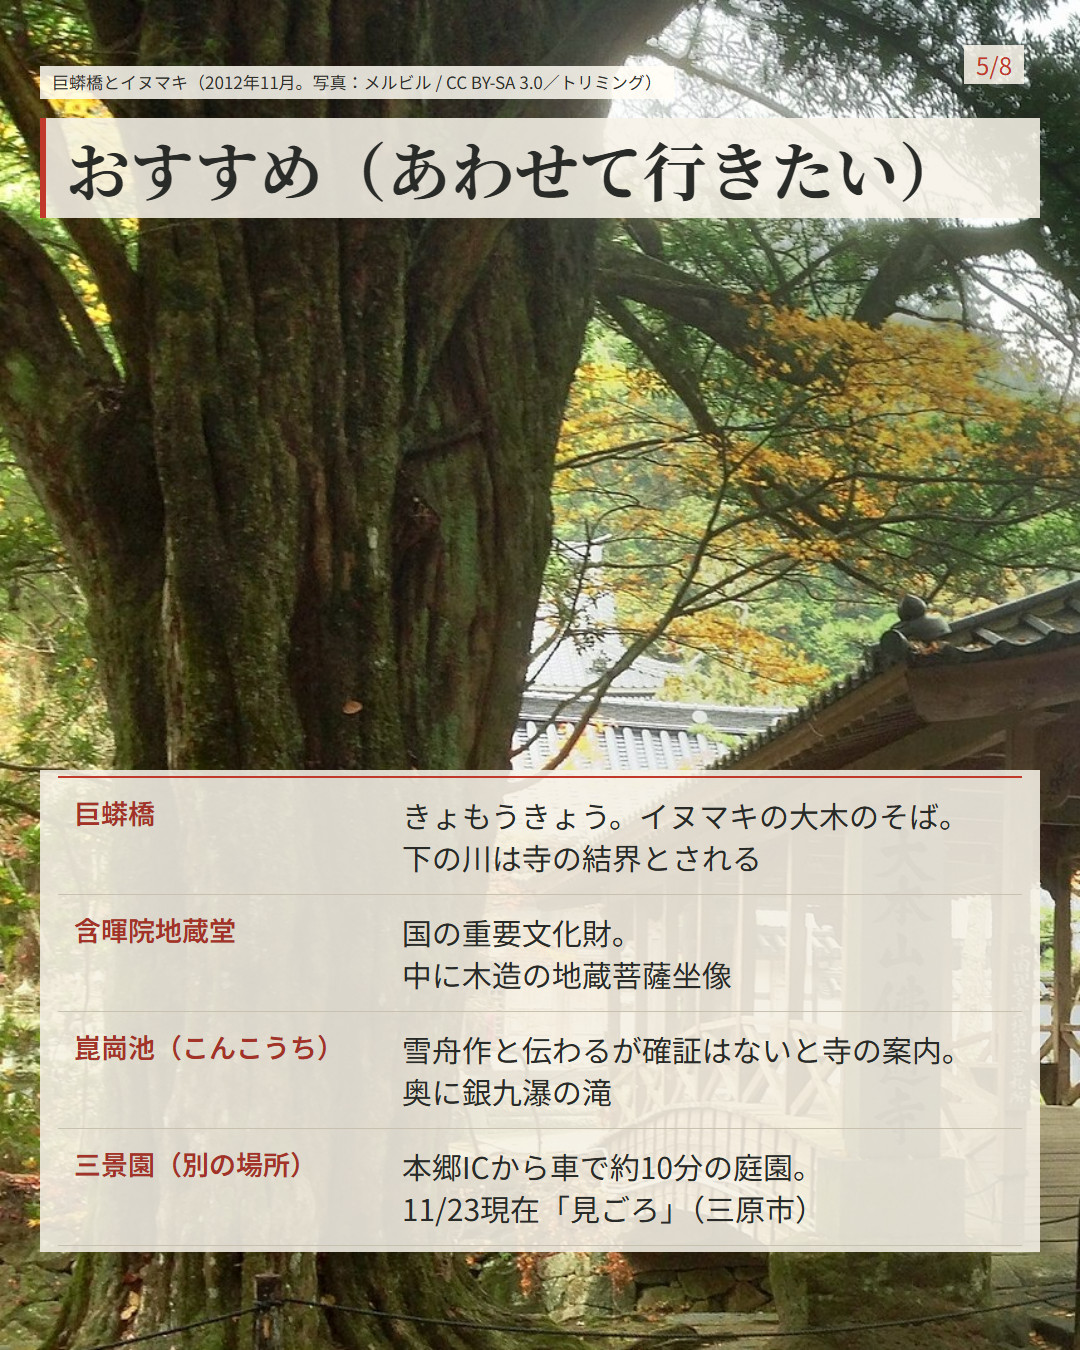 巨蟒橋とイヌマキ（2012年11月。写真：メルビル / CC BY-SA 3.0／トリミング）
5/8
おすすめ（あわせて行きたい）
巨蟒橋
きょもうきょう。イヌマキの大木のそば。
下の川は寺の結界とされる
含暉院地蔵堂
国の重要文化財。
中に木造の地蔵菩薩坐像
崑崗池（こんこうち）
雪舟作と伝わるが確証はないと寺の案内。
奥に銀九瀑の滝
三景園（別の場所）
本郷ICから車で約10分の庭園。
11/23現在「見ごろ」（三原市）